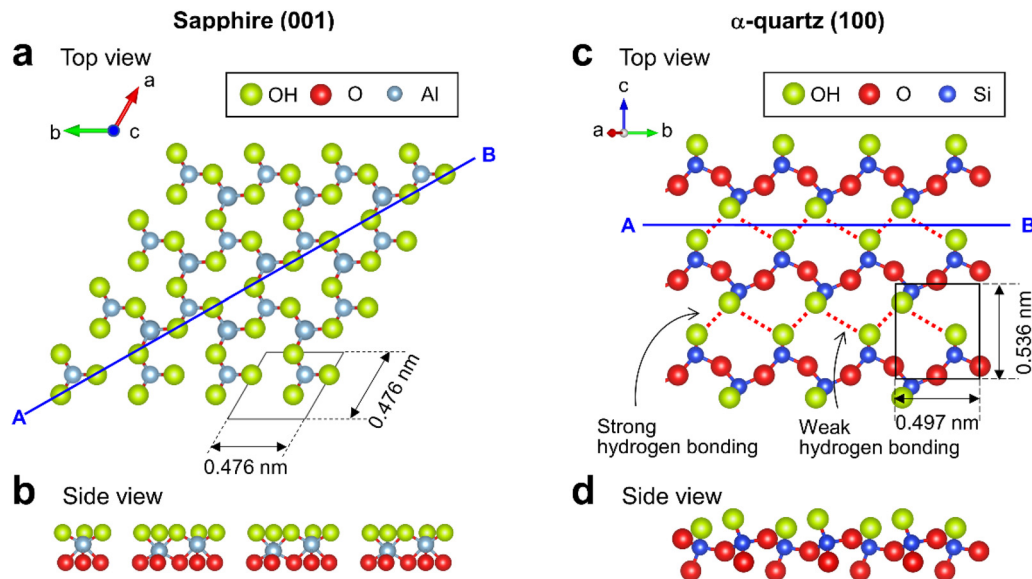 Sapphire (001)
a
Top view
a
b
c
OH O Al
B
A
0.476 nm
0.476 nm
b
Side view
α-quartz (100)
c
Top view
c
a
b
OH O Si
A
B
0.536 nm
0.497 nm
Strong
hydrogen bonding
Weak
hydrogen bonding
d
Side view